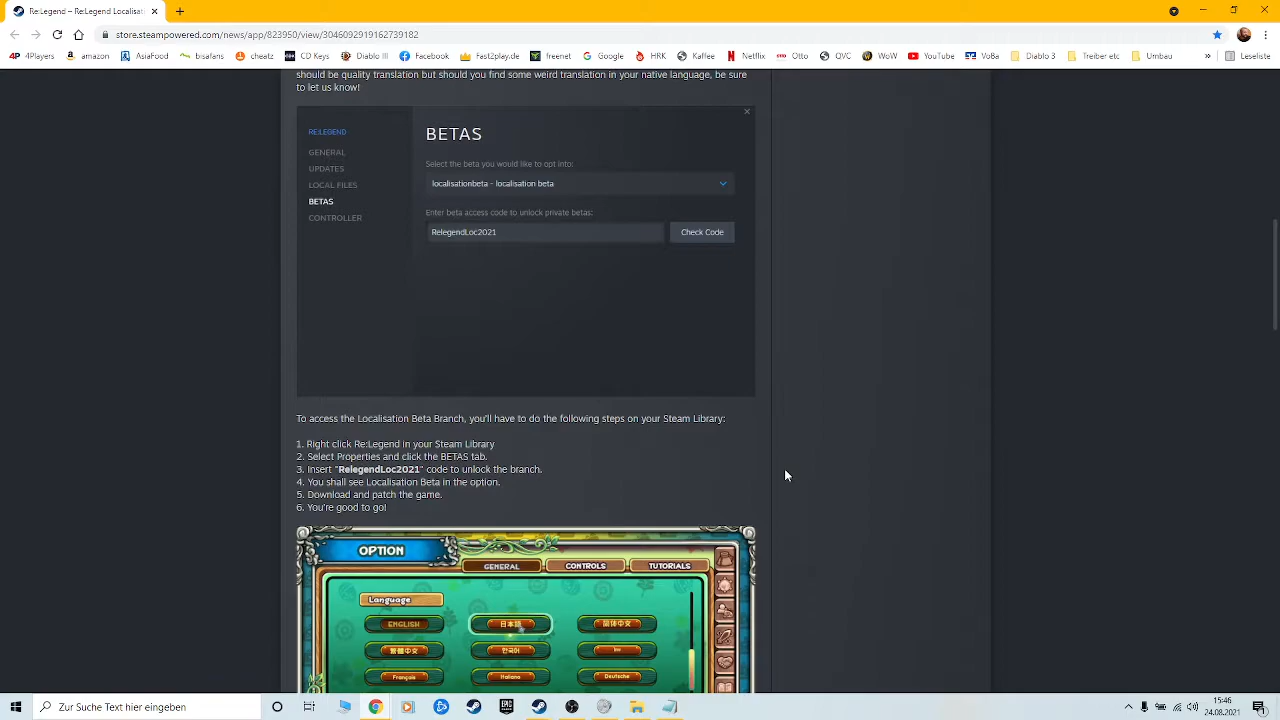 Re:Legend - Re:Legend Localisati
store.steampowered.com/news/app/823950/view/3046092919162739182
4Players amazon AsiaFood bisafans cheatz CD Keys Diablo III Facebook Fast2playde freenet Google HRK Kaffee Netflix Otto QVC WoW YouTube VoBa Diablo 3 Treiber etc Umbau » Leseliste
should be quality translation but should you find some weird translation in your native language, be sure
to let us know!
RE:LEGEND
BETAS
GENERAL
Select the beta you would like to opt into:
UPDATES
LOCAL FILES
localisationbeta - localisation beta
BETAS
Enter beta access code to unlock private betas:
CONTROLLER
RelegendLoc2021
Check Code
To access the Localisation Beta Branch, you'll have to do the following steps on your Steam Library:
1. Right click Re:Legend in your Steam Library
2. Select Properties and click the BETAS tab.
3. Insert "RelegendLoc2021" code to unlock the branch.
4. You shall see Localisation Beta in the option.
5. Download and patch the game.
6. You're good to go!
OPTION
GENERAL CONTROLS TUTORIALS
Language
ENGLISH 日本語 简体中文
繁體中文 한국어 ไทย
Français Italiano Deutsche
Zur Suche Text hier eingeben
15:46
24.08.2021